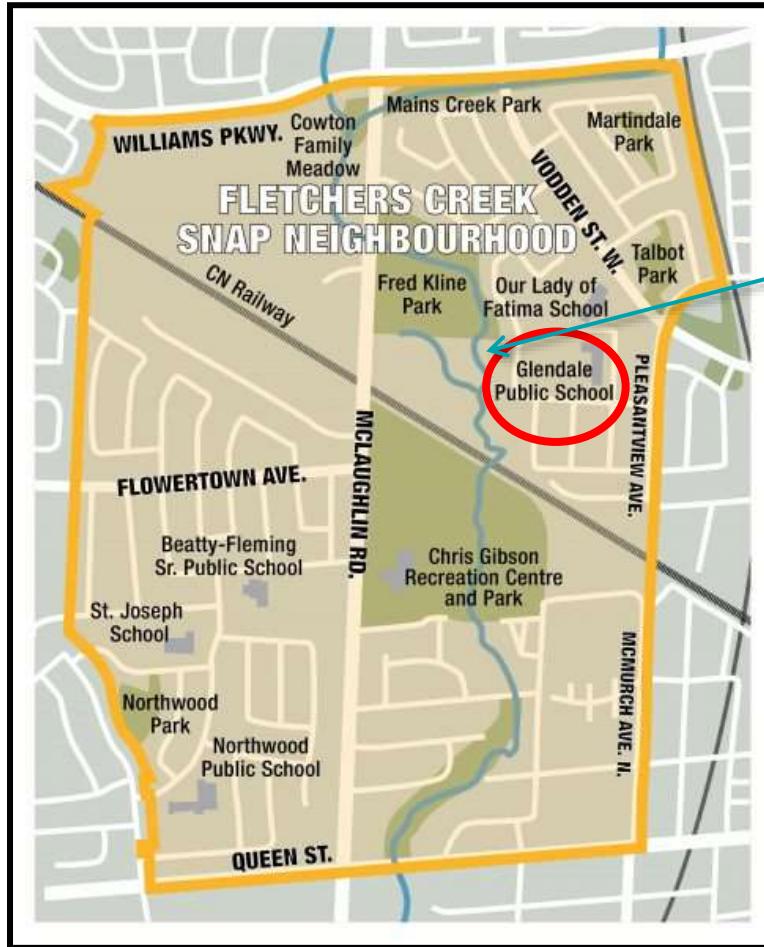 Mains Creek Park
Cowton
Family
Meadow
WILLIAMS PKWY.
Martindale
Park
VODDEN ST. W.
FLETCHERS CREEK
SNAP NEIGHBOURHOOD
Talbot
Park
CN Railway
Fred Kline
Park
Our Lady of
Fatima School
Glendale
Public School
PLEASANTVIEW AVE.
MCLAUGHLIN RD.
FLOWERTOWN AVE.
Beatty-Fleming
Sr. Public School
Chris Gibson
Recreation Centre
and Park
St. Joseph
School
MCMURCH AVE. N.
Northwood
Park
Northwood
Public School
QUEEN ST.